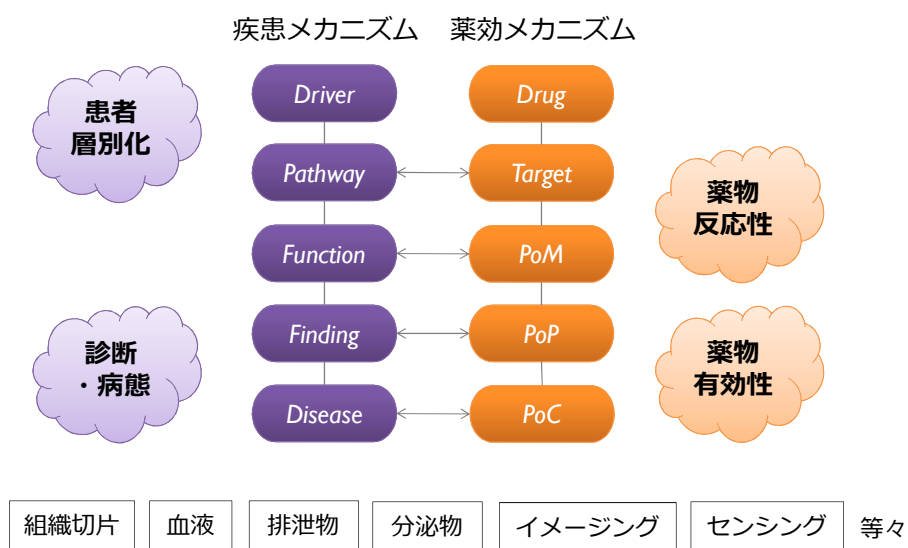 疾患メカニズム 薬効メカニズム
患者
層別化
Driver
Drug
Pathway
Target
薬物
反応性
Function
PoM
診断
・病態
Finding
PoP
薬物
有効性
Disease
PoC
組織切片
血液
排泄物
分泌物
イメージング
センシング
等々